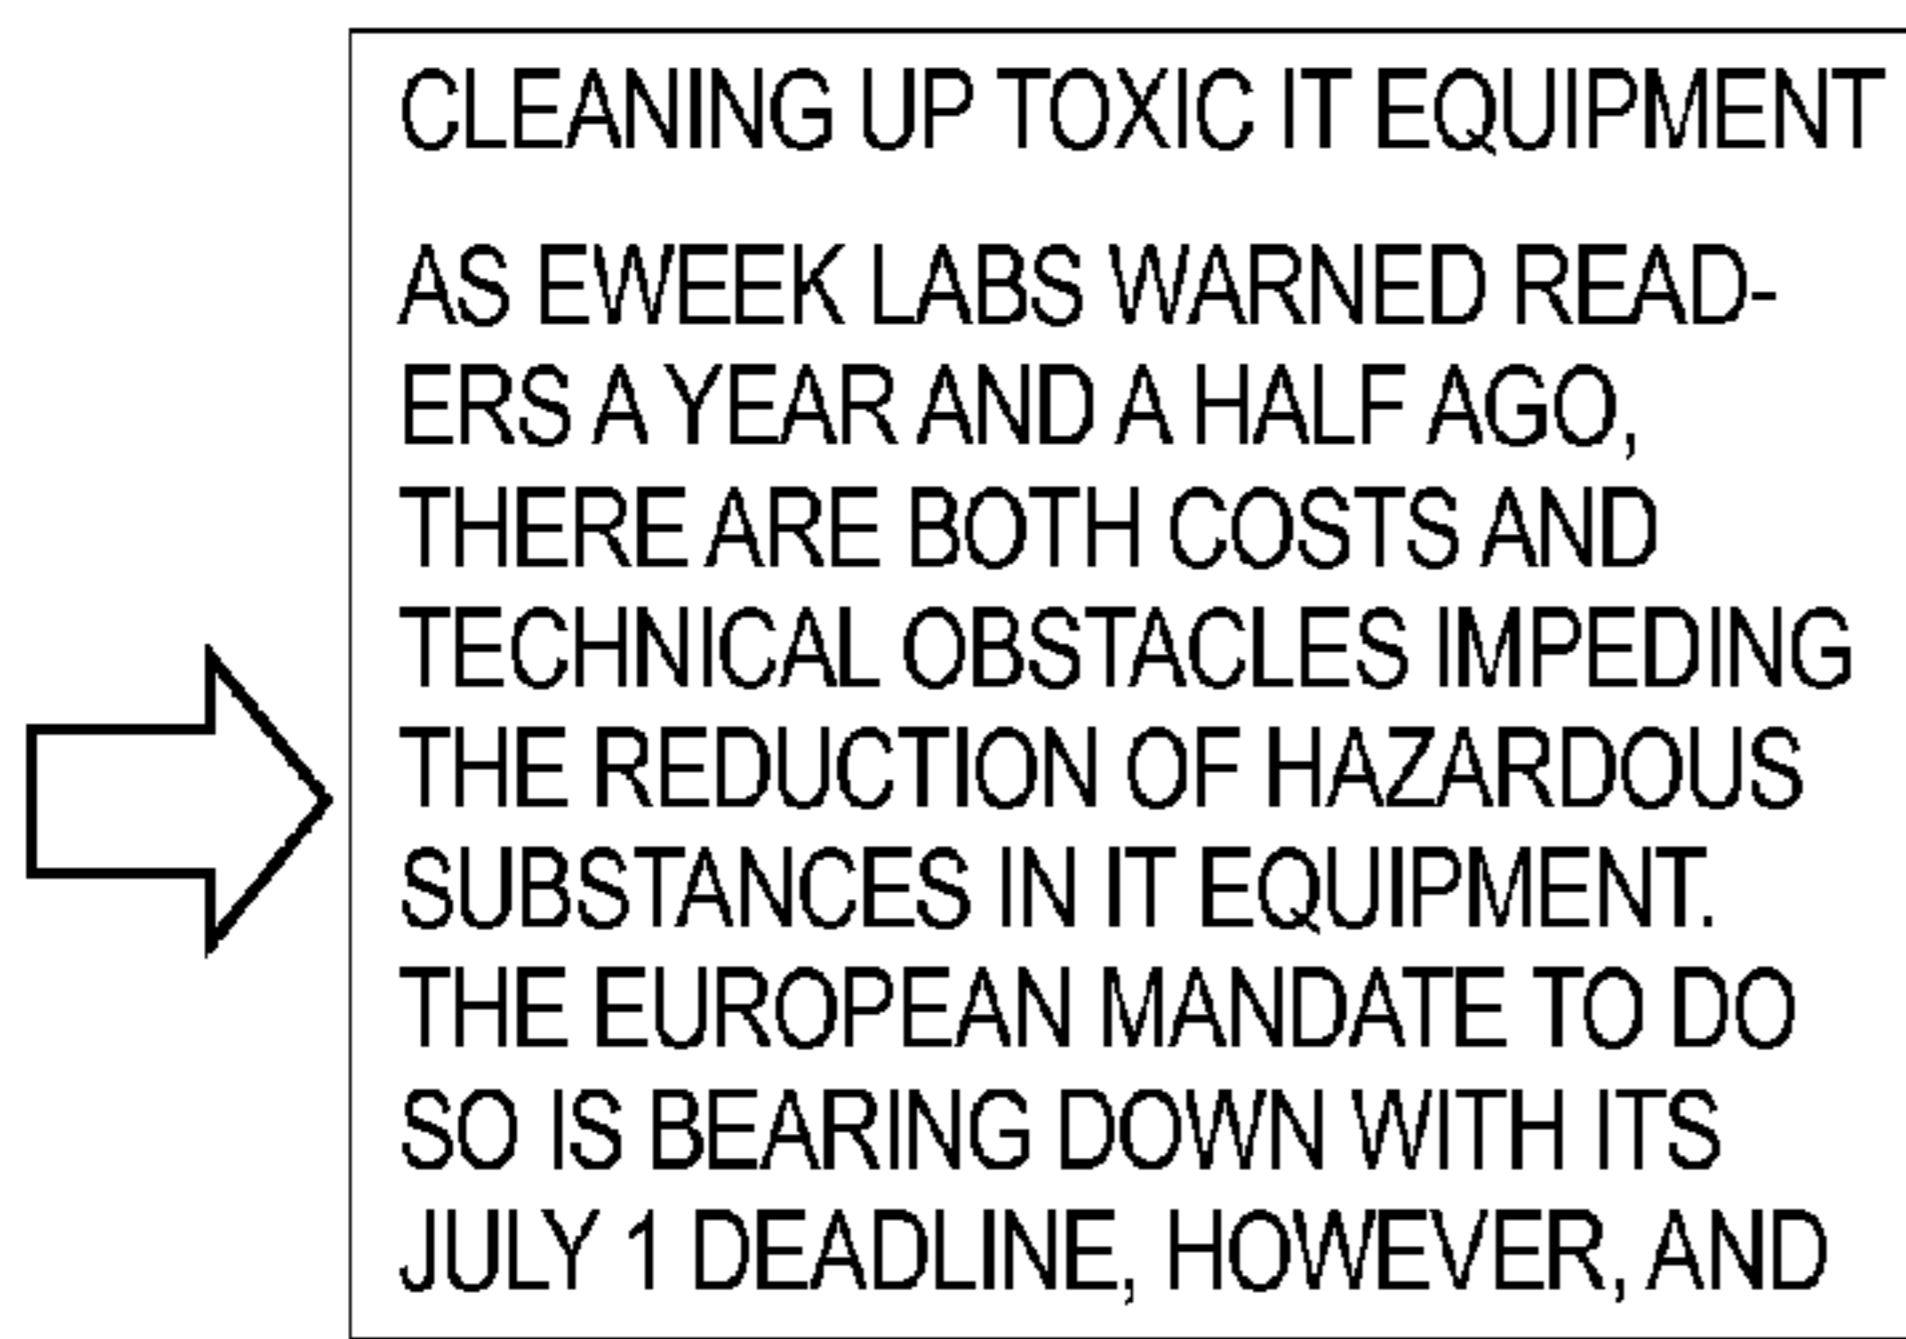 CLEANING UP TOXIC IT EQUIPMENT
AS EWEEK LABS WARNED READ-
ERS A YEAR AND A HALF AGO,
THERE ARE BOTH COSTS AND
TECHNICAL OBSTACLES IMPEDING
THE REDUCTION OF HAZARDOUS
SUBSTANCES IN IT EQUIPMENT.
THE EUROPEAN MANDATE TO DO
SO IS BEARING DOWN WITH ITS
JULY 1 DEADLINE, HOWEVER, AND